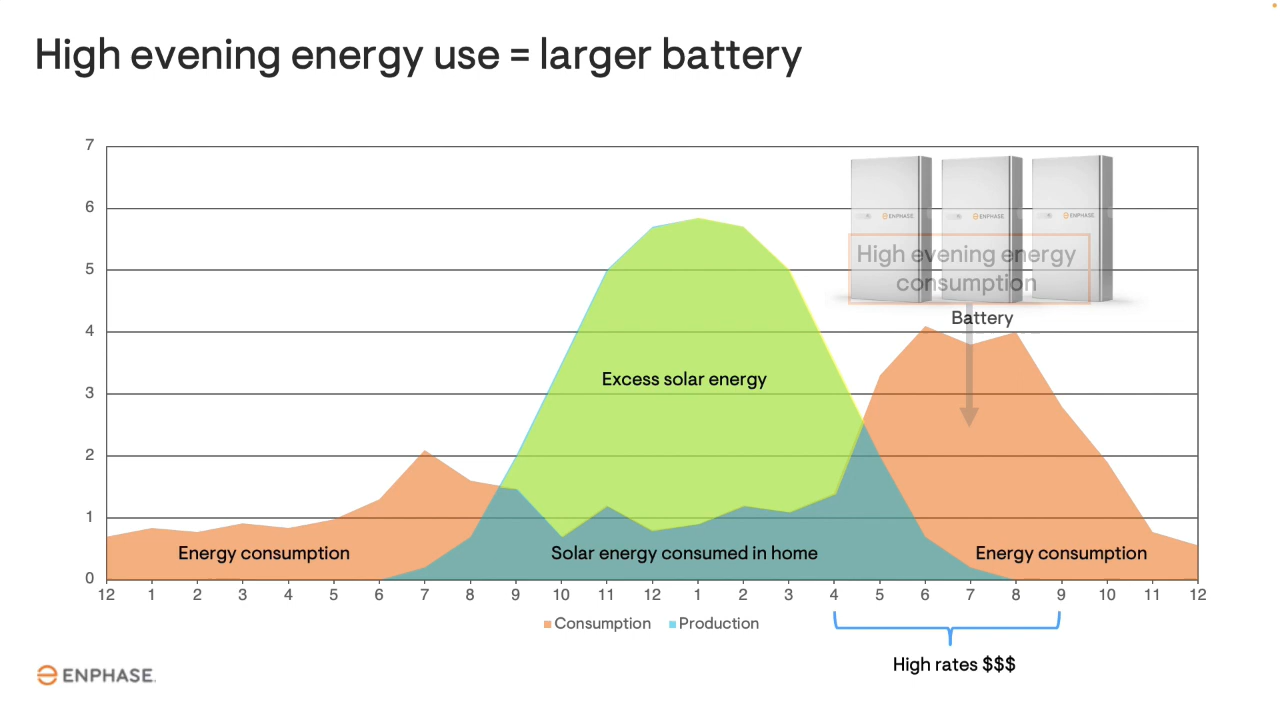 High evening energy use = larger battery
7
6
5
4
3
2
1
0
ENPHASE
ENPHASE
ENPHASE
High evening energy
consumption
Battery
Excess solar energy
Energy consumption
Solar energy consumed in home
Energy consumption
12 1 2 3 4 5 6 7 8 9 10 11 12 1 2 3 4 5 6 7 8 9 10 11 12
Consumption Production
High rates $$$
ENPHASE.